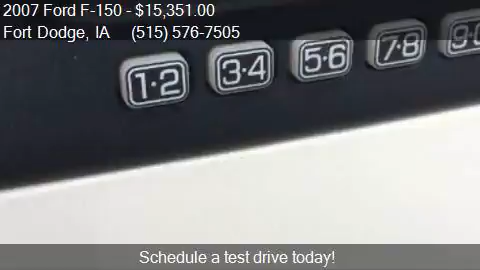 2007 Ford F-150 - $15,351.00
Fort Dodge, IA (515) 576-7505
1·2 3·4 5·6 7·8
Schedule a test drive today!